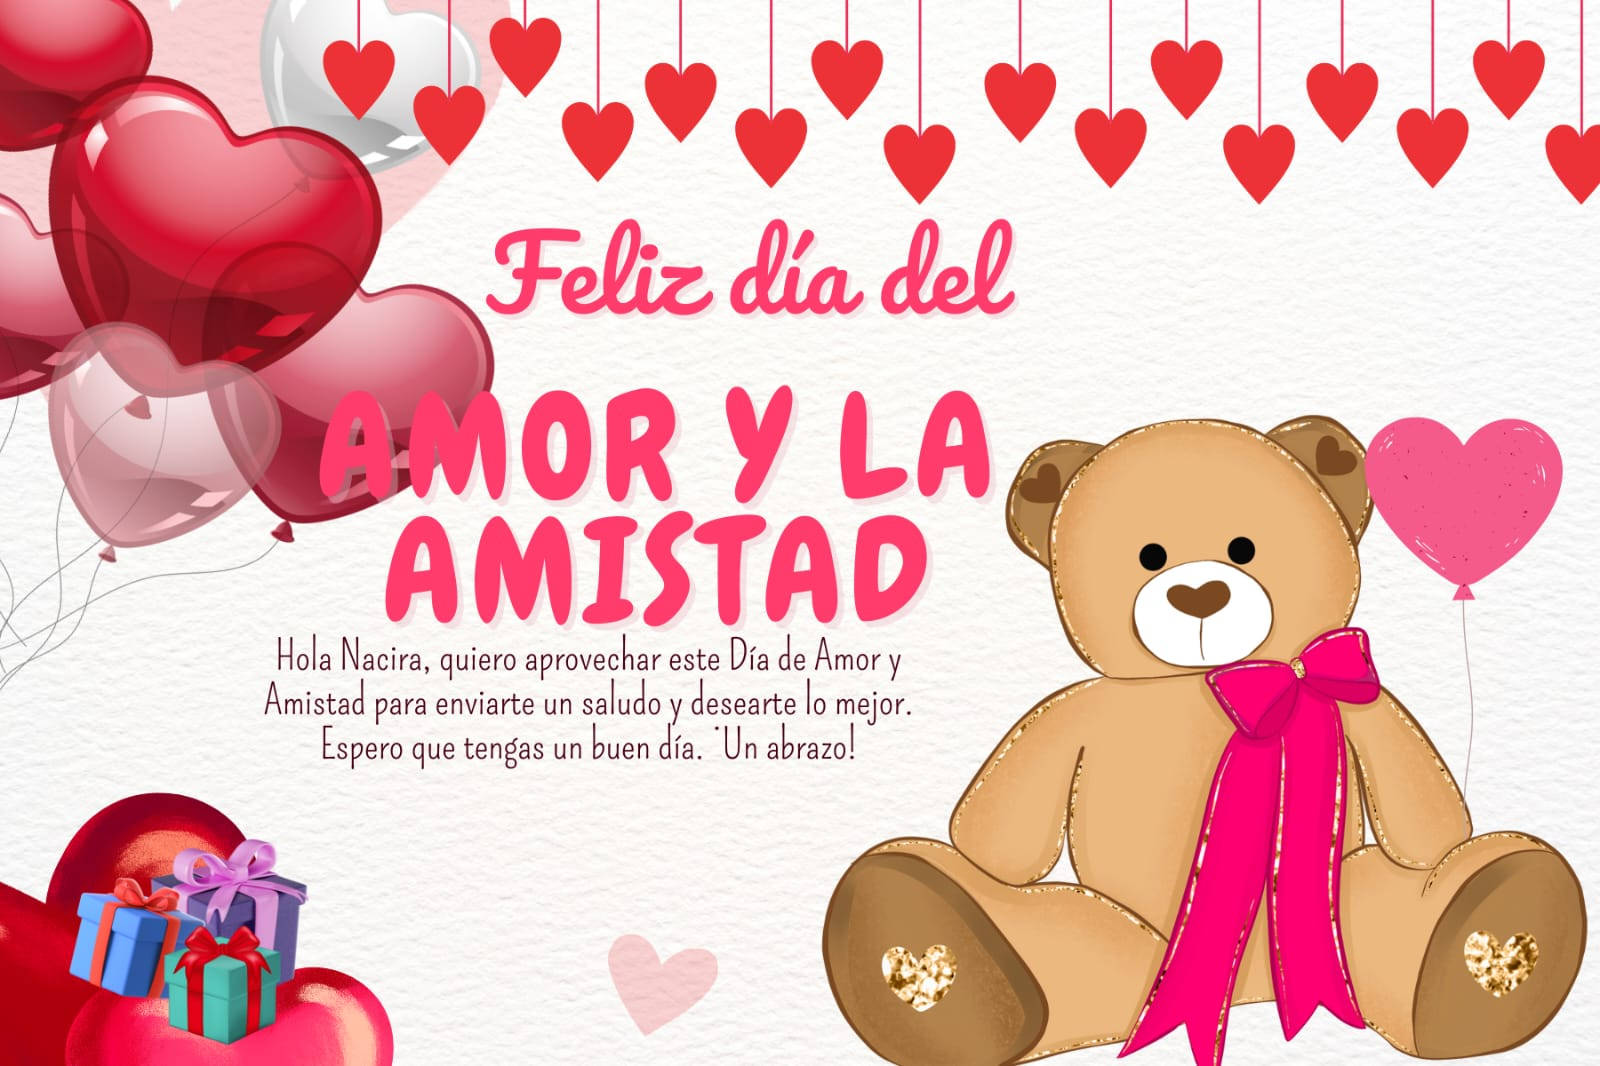 Feliz día del
AMOR Y LA
AMISTAD
Hola Nacira, quiero aprovechar este Día de Amor y
Amistad para enviarte un saludo y desearte lo mejor.
Espero que tengas un buen día. ˙Un abrazo!